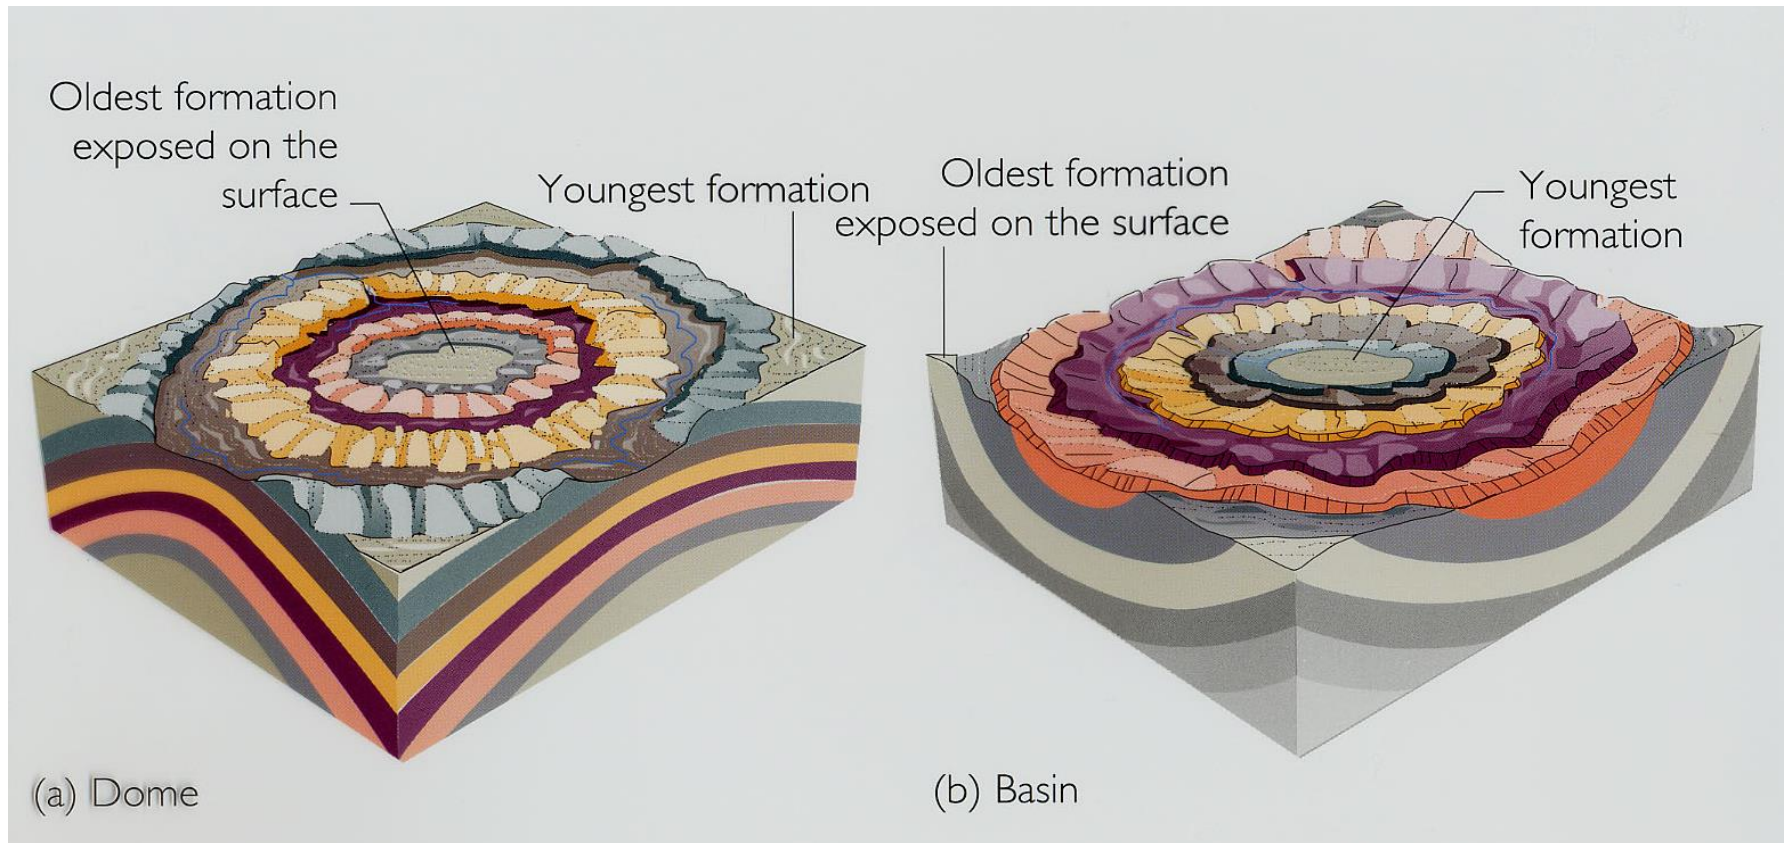 Oldest formation
exposed on the
surface
Youngest formation
Oldest formation
exposed on the surface
Youngest
formation
(a) Dome
(b) Basin